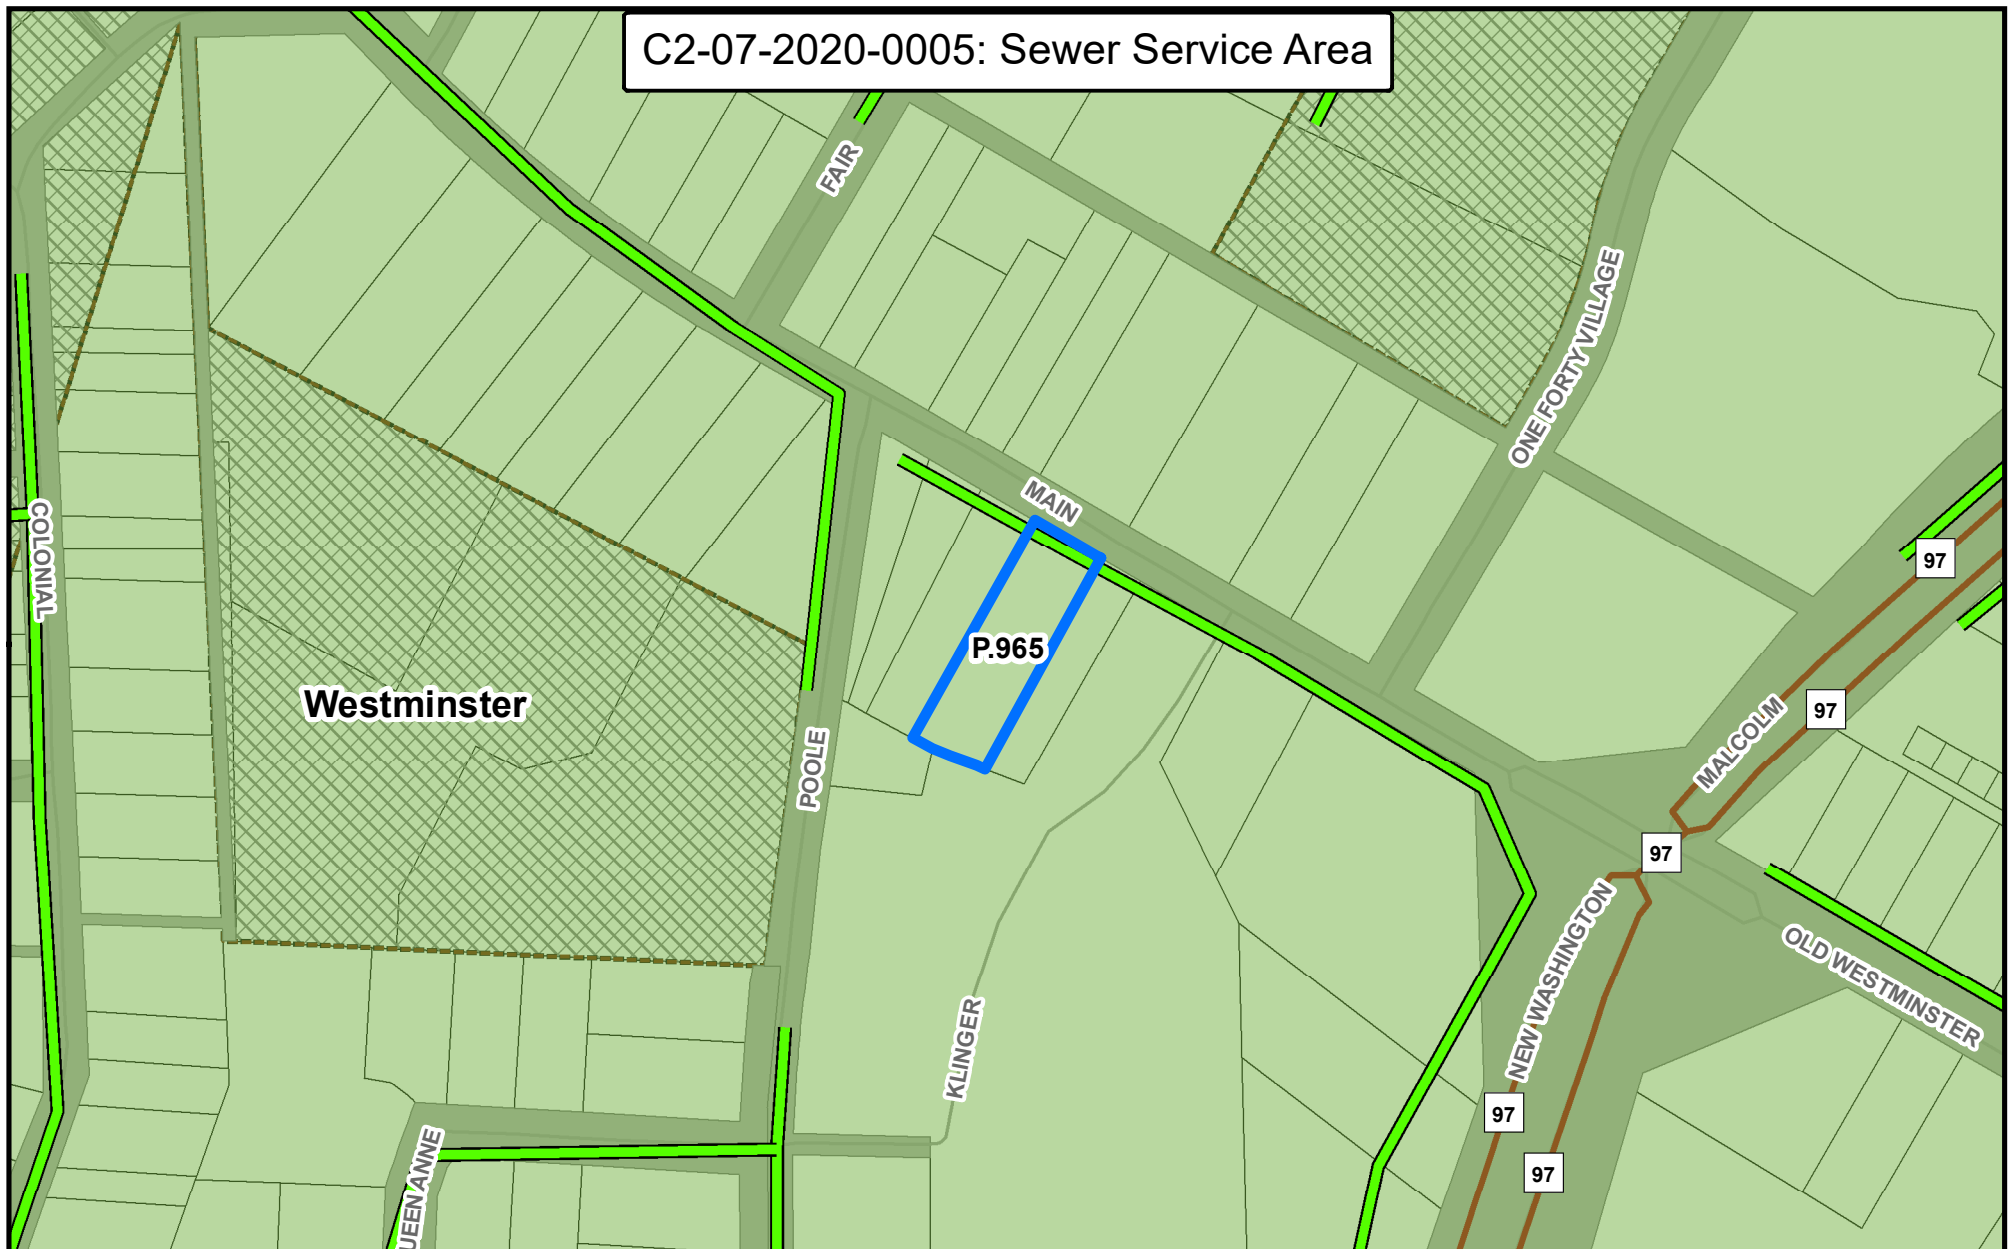 C2-07-2020-0005: Sewer Service Area
FAIR
ONE FORTY VILLAGE
MAIN
COLONIAL
97
P.965
Westminster
97
MALCOLM
POOLE
97
NEW WASHINGTON
OLD WESTMINSTER
KLINGER
97
UEEN ANNE
97